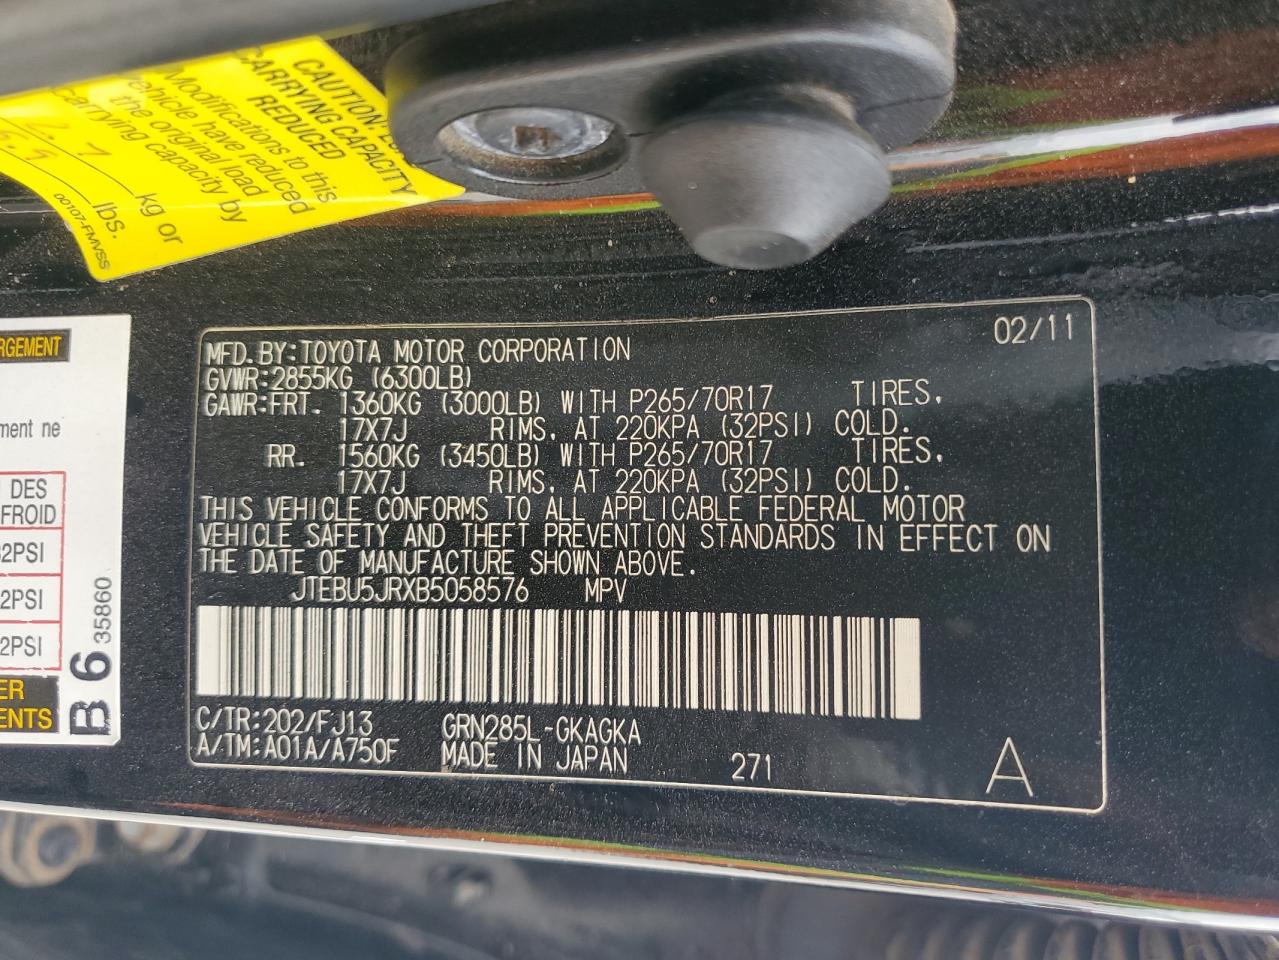 CAUTION:
CARRYING CAPACITY
REDUCED
Modifications to this
vehicle have reduced
the original load
carrying capacity by
kg or
lbs.
00107-FMVSS
RGEMENT
ment ne
DES
FROID
2PSI
2PSI
2PSI
ER
ENTS
B 6 35860
02/11
MFD.BY:TOYOTA MOTOR CORPORATION
GVWR:2855KG (6300LB)
GAWR:FRT. 1360KG (3000LB) WITH P265/70R17 TIRES,
17X7J RIMS, AT 220KPA (32PSI) COLD.
RR. 1560KG (3450LB) WITH P265/70R17 TIRES,
17X7J RIMS, AT 220KPA (32PSI) COLD.
THIS VEHICLE CONFORMS TO ALL APPLICABLE FEDERAL MOTOR
VEHICLE SAFETY AND THEFT PREVENTION STANDARDS IN EFFECT ON
THE DATE OF MANUFACTURE SHOWN ABOVE.
JTEBU5JRXB5058576 MPV
C/TR:202/FJ13 GRN285L-GKAGKA
A/TM:A01A/A750F MADE IN JAPAN 271 A